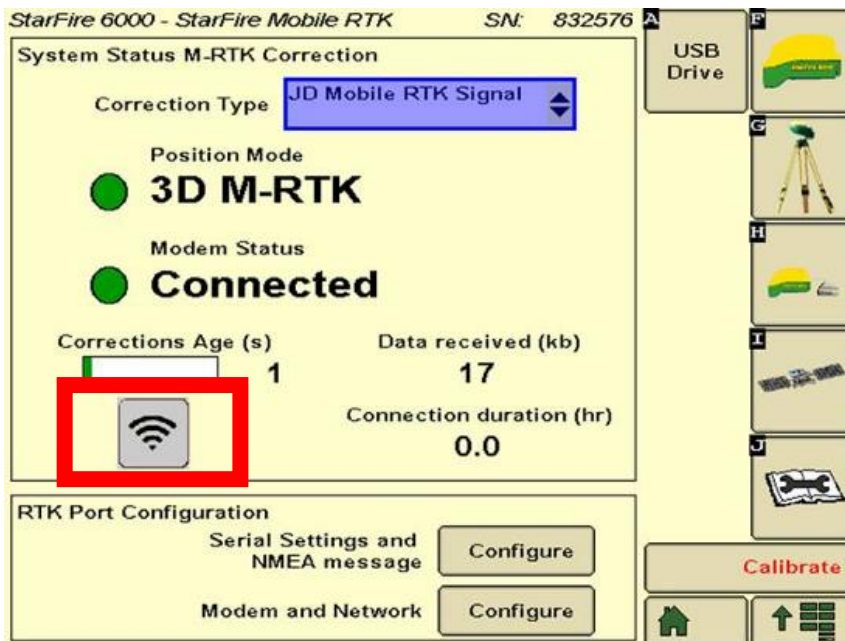 StarFire 6000 - StarFire Mobile RTK SN: 832576
System Status M-RTK Correction
Correction Type JD Mobile RTK Signal
Position Mode
3D M-RTK
Modem Status
Connected
Corrections Age (s) Data received (kb)
1 17
Connection duration (hr)
0.0
RTK Port Configuration
Serial Settings and
NMEA message Configure
Modem and Network Configure
A
USB
Drive
F
G
H
I
J
Calibrate